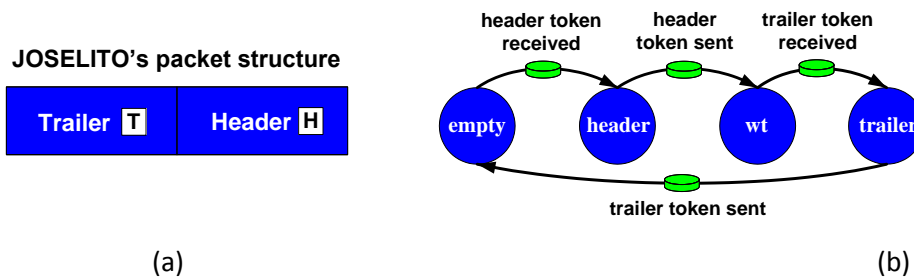 JOSELITO's packet structure
Trailer T
Header H
(a)
header token
received
header
token sent
trailer token
received
empty
header
wt
trailer
trailer token sent
(b)